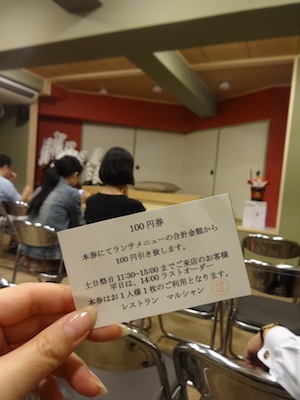 100円券
本券にてランチメニューの合計金額から
100円引き致します。
土日祭日 11:30-15:00までご来店のお客様
平日は、14:00ラストオーダー
本券はお1人様1枚のご利用となります。
レストラン マルシャン